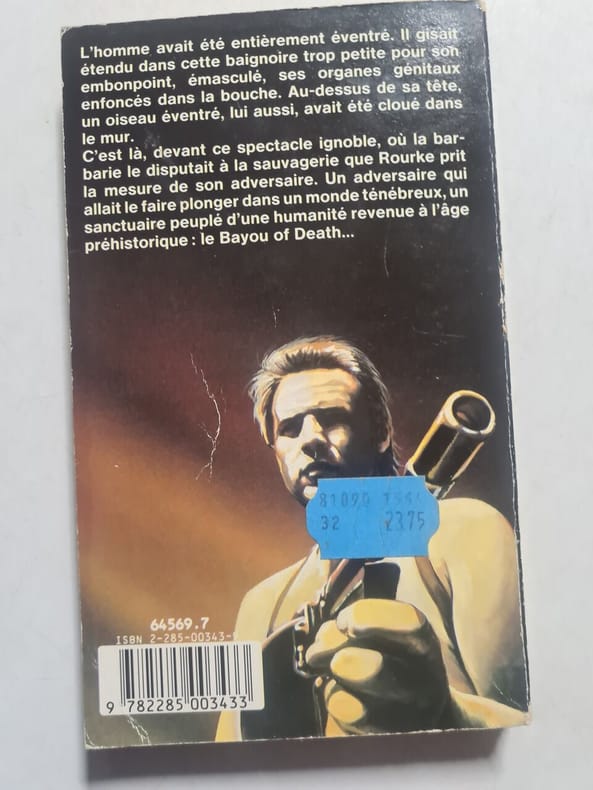 L'homme avait été entièrement éventré. Il gisait
étendu dans cette baignoire trop petite pour son
embonpoint, émasculé, ses organes génitaux
enfoncés dans la bouche. Au-dessus de sa tête,
un oiseau éventré, lui aussi, avait été cloué dans
le mur.
C'est là, devant ce spectacle ignoble, où la bar-
barie le disputait à la sauvagerie que Rourke prit
la mesure de son adversaire. Un adversaire qui
allait le faire plonger dans un monde ténébreux, un
sanctuaire peuplé d'une humanité revenue à l'âge
préhistorique : le Bayou of Death...
81090
32 23.75
64569.7
ISBN 2-285-00343-
9 782285 003433